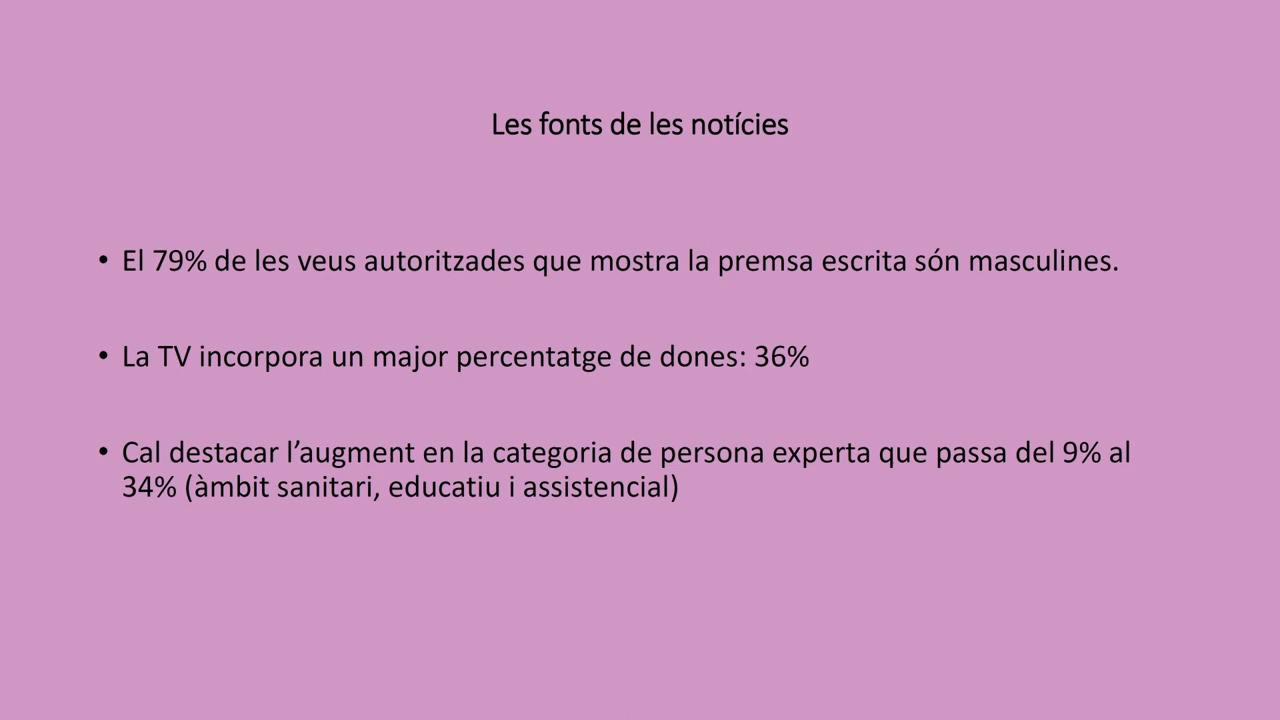 Les fonts de les notícies
• El 79% de les veus autoritzades que mostra la premsa escrita són masculines.
• La TV incorpora un major percentatge de dones: 36%
• Cal destacar l’augment en la categoria de persona experta que passa del 9% al
34% (àmbit sanitari, educatiu i assistencial)